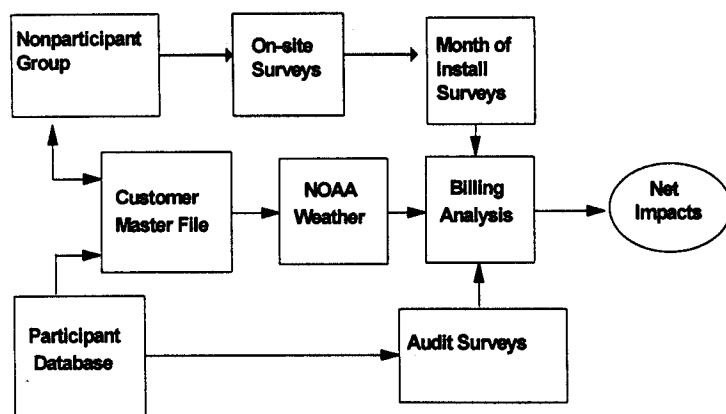 Nonparticipant
Group
On-site
Surveys
Month of
Install
Surveys
Customer
Master File
NOAA
Weather
Billing
Analysis
Net
Impacts
Participant
Database
Audit Surveys